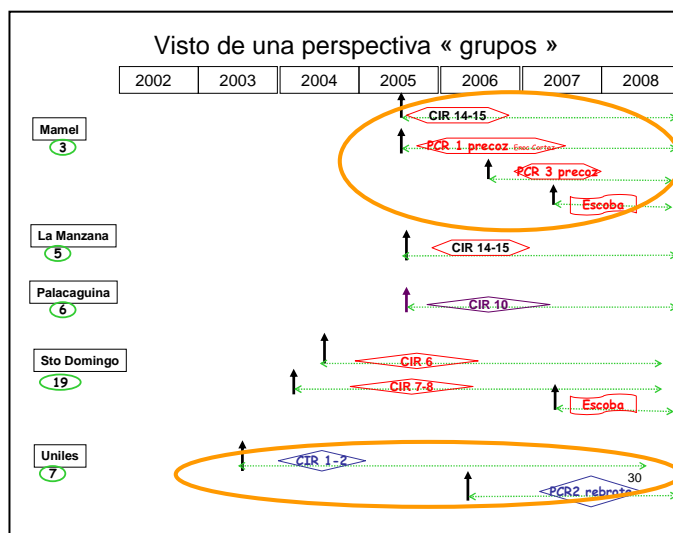 Visto de una perspectiva « grupos »
2002 2003 2004 2005 2006 2007 2008
CIR 14-15
Mamel
3
PCR 1 precoz Enoc Cortez
PCR 3 precoz
Escoba
La Manzana
5
CIR 14-15
Palacaguina
6
CIR 10
Sto Domingo
19
CIR 6
CIR 7-8
Escoba
Uniles
7
CIR 1-2
30
PCR2 rebrote